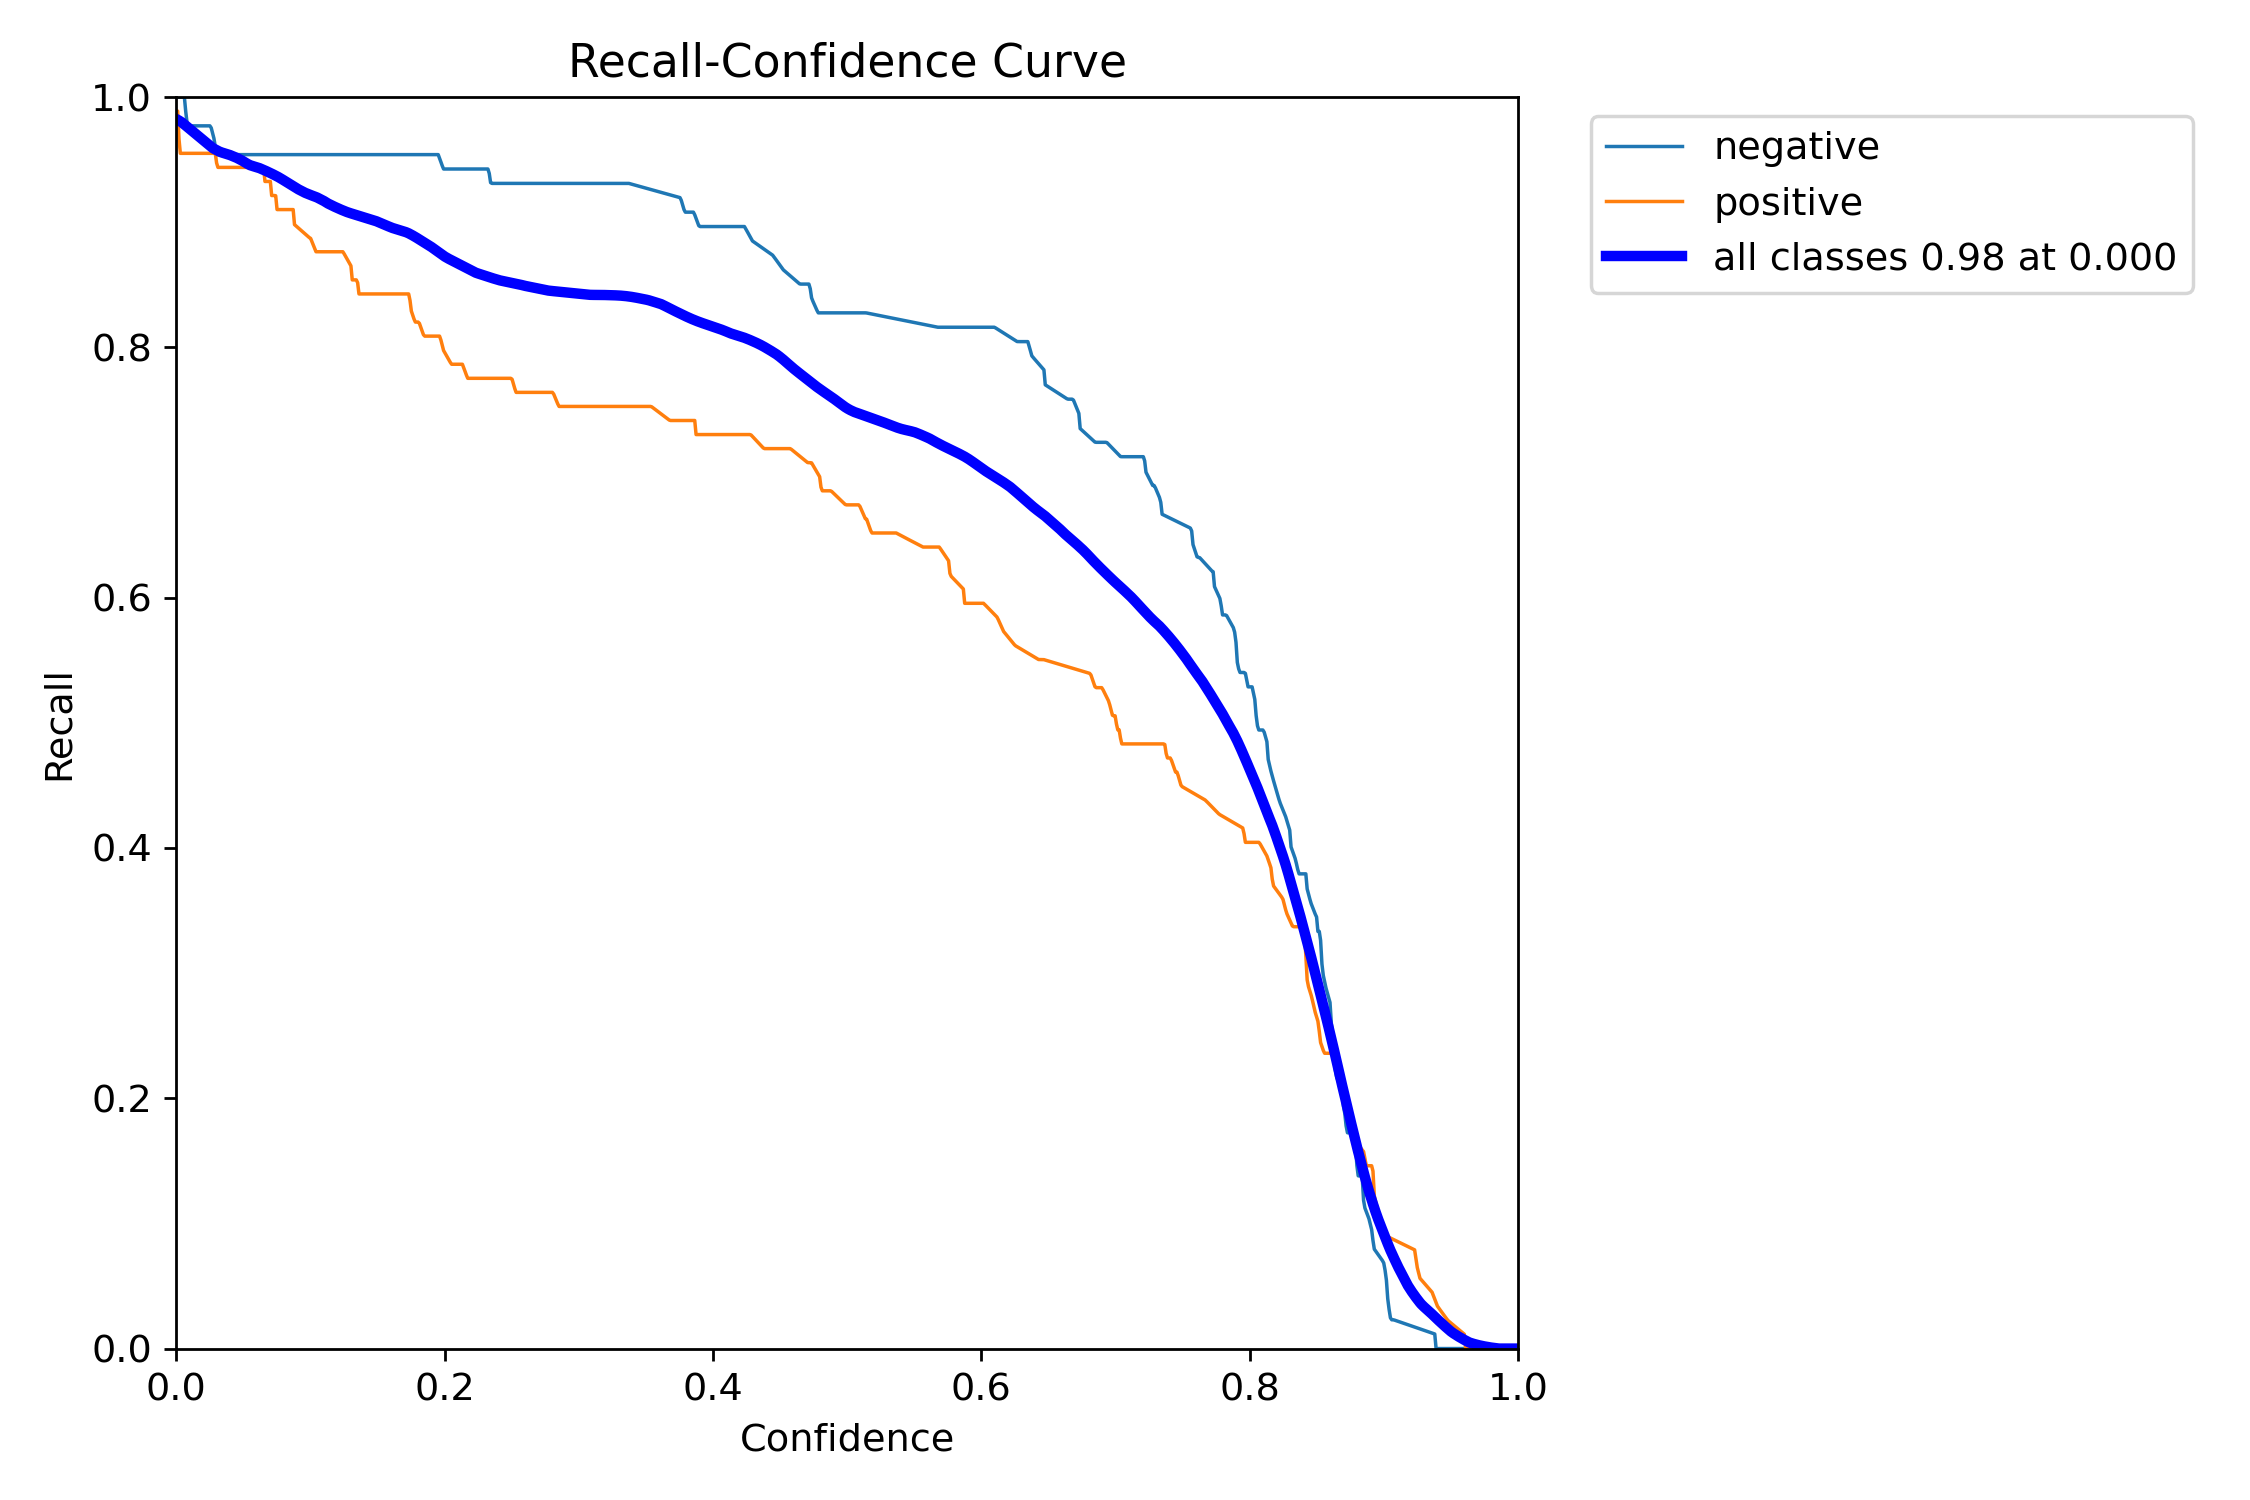 Recall-Confidence Curve
1.0
0.8
0.6
0.4
0.2
0.0
Recall
0.0 0.2 0.4 0.6 0.8 1.0
Confidence
negative
positive
all classes 0.98 at 0.000